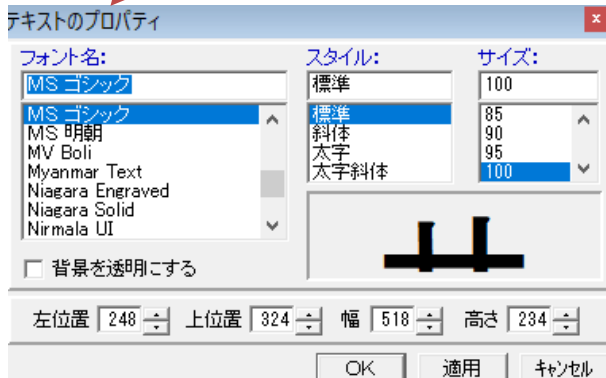 テキストのプロパティ
フォント名:
スタイル:
サイズ:
MS ゴシック
標準
100
MS ゴシック
MS 明朝
MV Boli
Myanmar Text
Niagara Engraved
Niagara Solid
Nirmala UI
標準
斜体
太字
太字斜体
85
90
95
100
背景を透明にする
左位置 248 上位置 324 幅 518 高さ 234
OK 適用 キャンセル